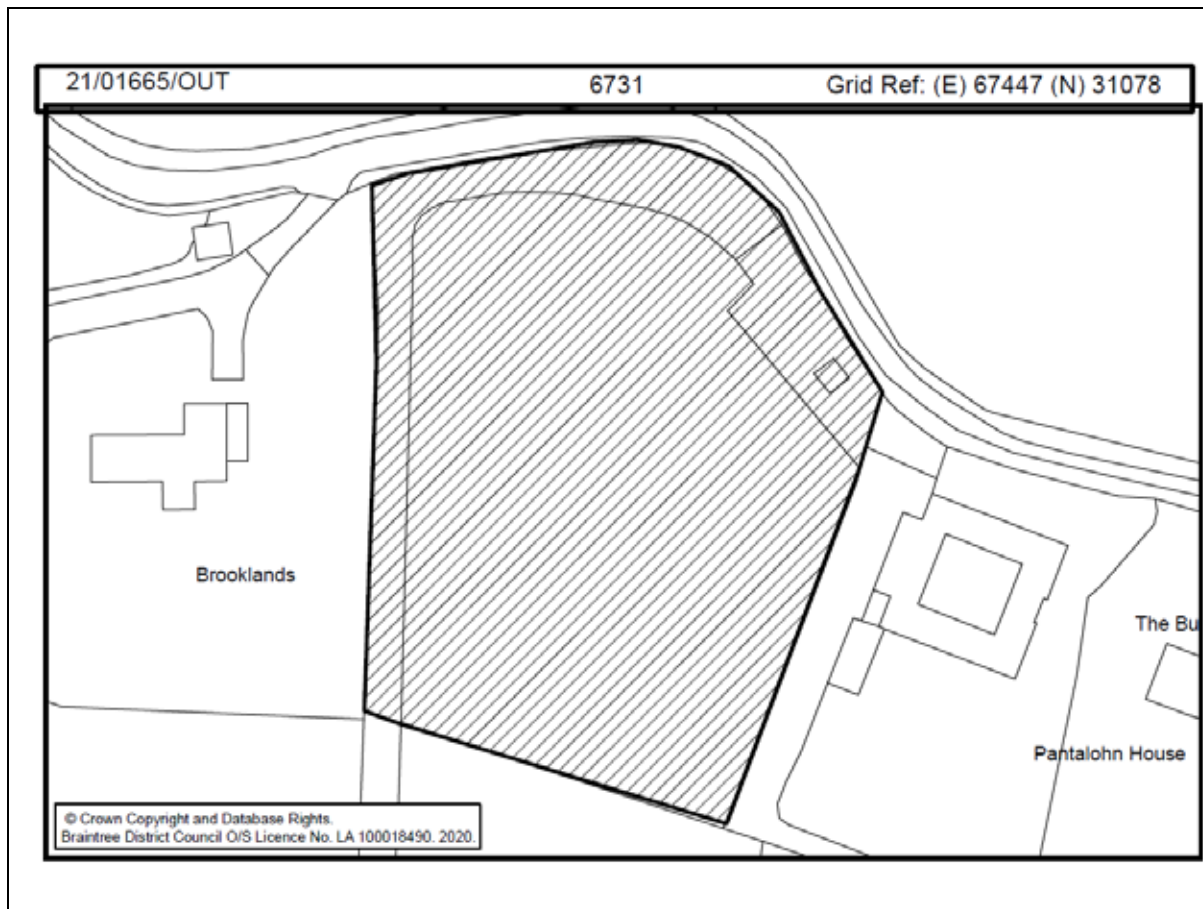 21/01665/OUT 6731 Grid Ref: (E) 67447 (N) 31078
Brooklands
The Bu
Pantalohn House
© Crown Copyright and Database Rights.
Braintree District Council O/S Licence No. LA 100018490. 2020.